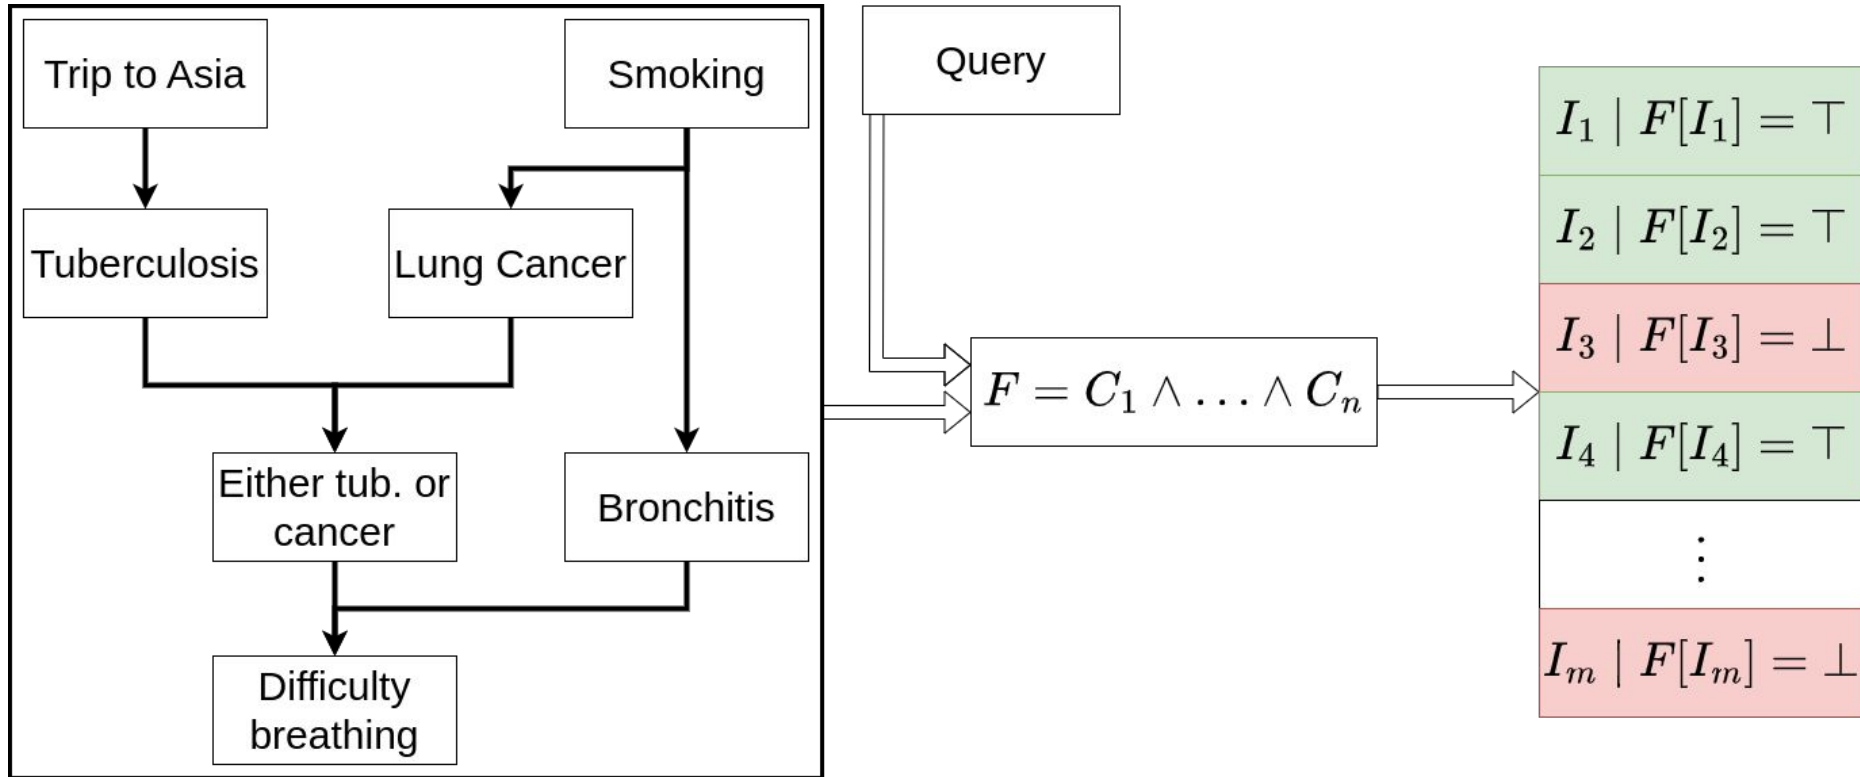 Trip to Asia
Smoking
Query
Tuberculosis
Lung Cancer
Either tub. or
cancer
Bronchitis
Difficulty
breathing
F = C₁ ∧ … ∧ Cₙ
I₁ | F[I₁] = ⊤
I₂ | F[I₂] = ⊤
I₃ | F[I₃] = ⊥
I₄ | F[I₄] = ⊤
⋮
Iₘ | F[Iₘ] = ⊥